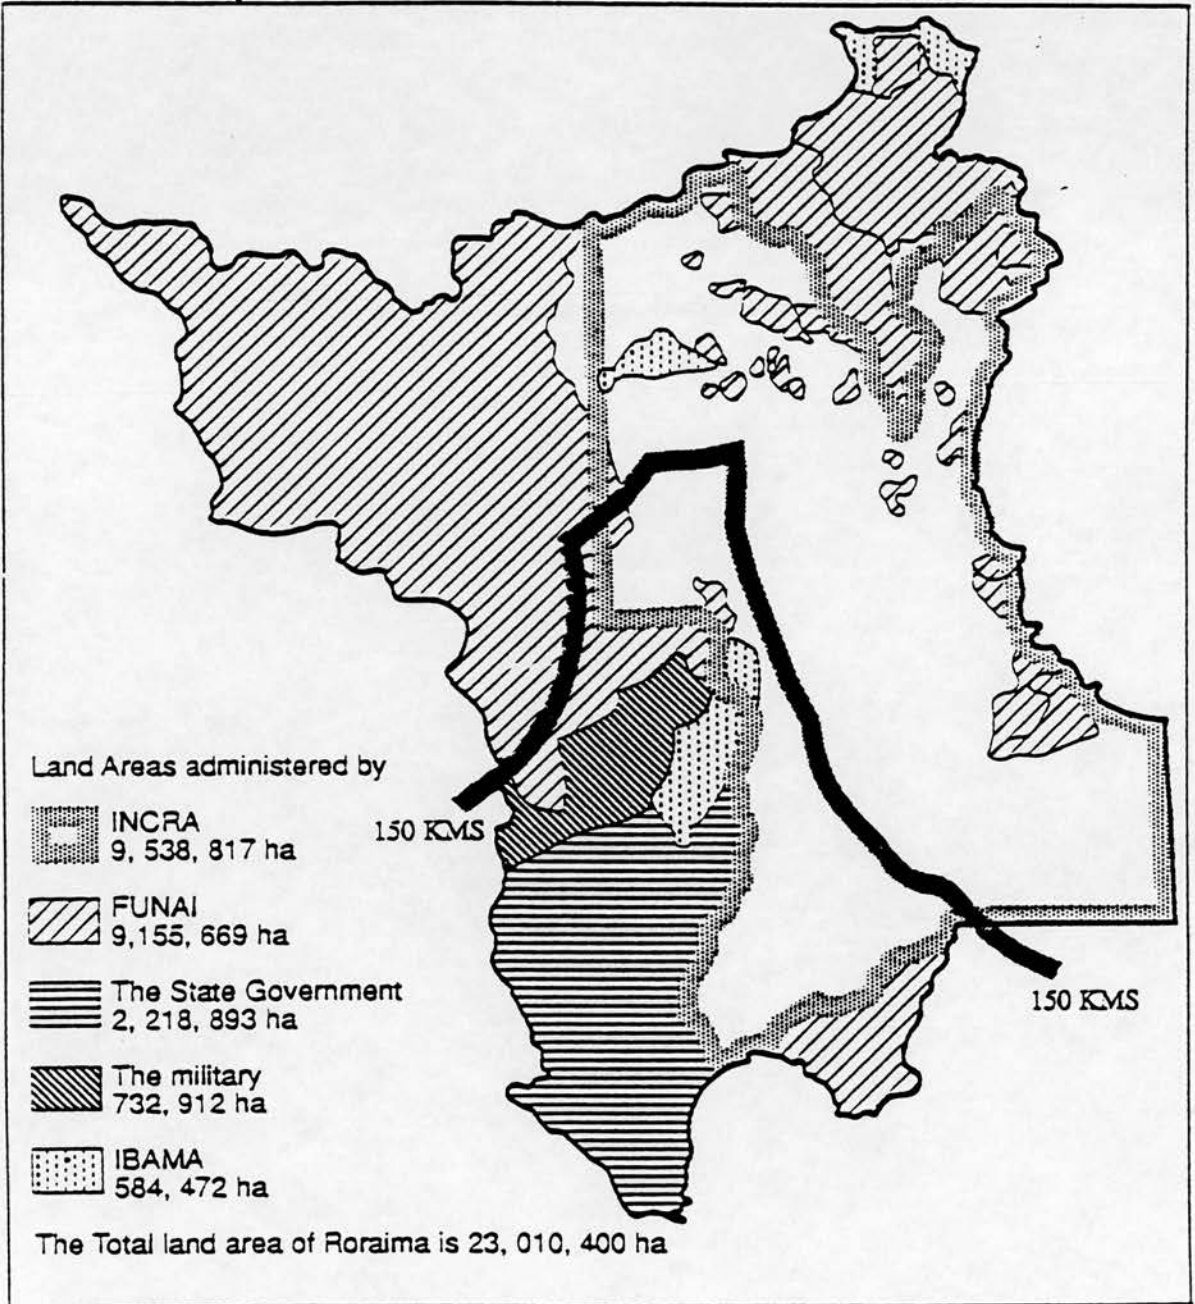 Land Areas administered by
INCRA
9, 538, 817 ha
FUNAI
9,155, 669 ha
The State Government
2, 218, 893 ha
The military
732, 912 ha
IBAMA
584, 472 ha
The Total land area of Roraima is 23, 010, 400 ha
150 KMS
150 KMS